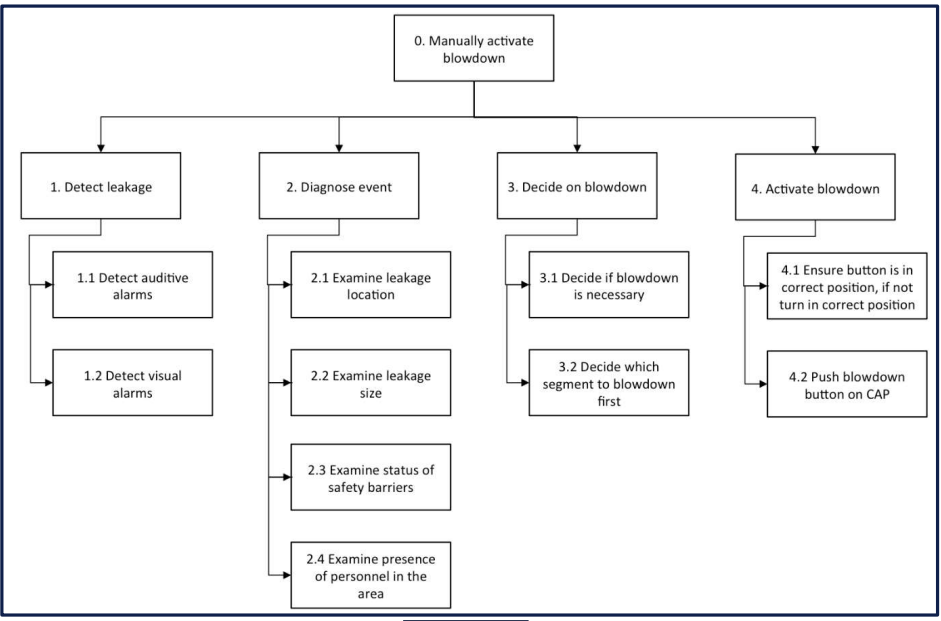 0. Manually activate
blowdown
1. Detect leakage
2. Diagnose event
3. Decide on blowdown
4. Activate blowdown
1.1 Detect auditive
alarms
2.1 Examine leakage
location
3.1 Decide if blowdown
is necessary
4.1 Ensure button is in
correct position, if not
turn in correct position
1.2 Detect visual
alarms
2.2 Examine leakage
size
3.2 Decide which
segment to blowdown
first
4.2 Push blowdown
button on CAP
2.3 Examine status of
safety barriers
2.4 Examine presence
of personnel in the
area